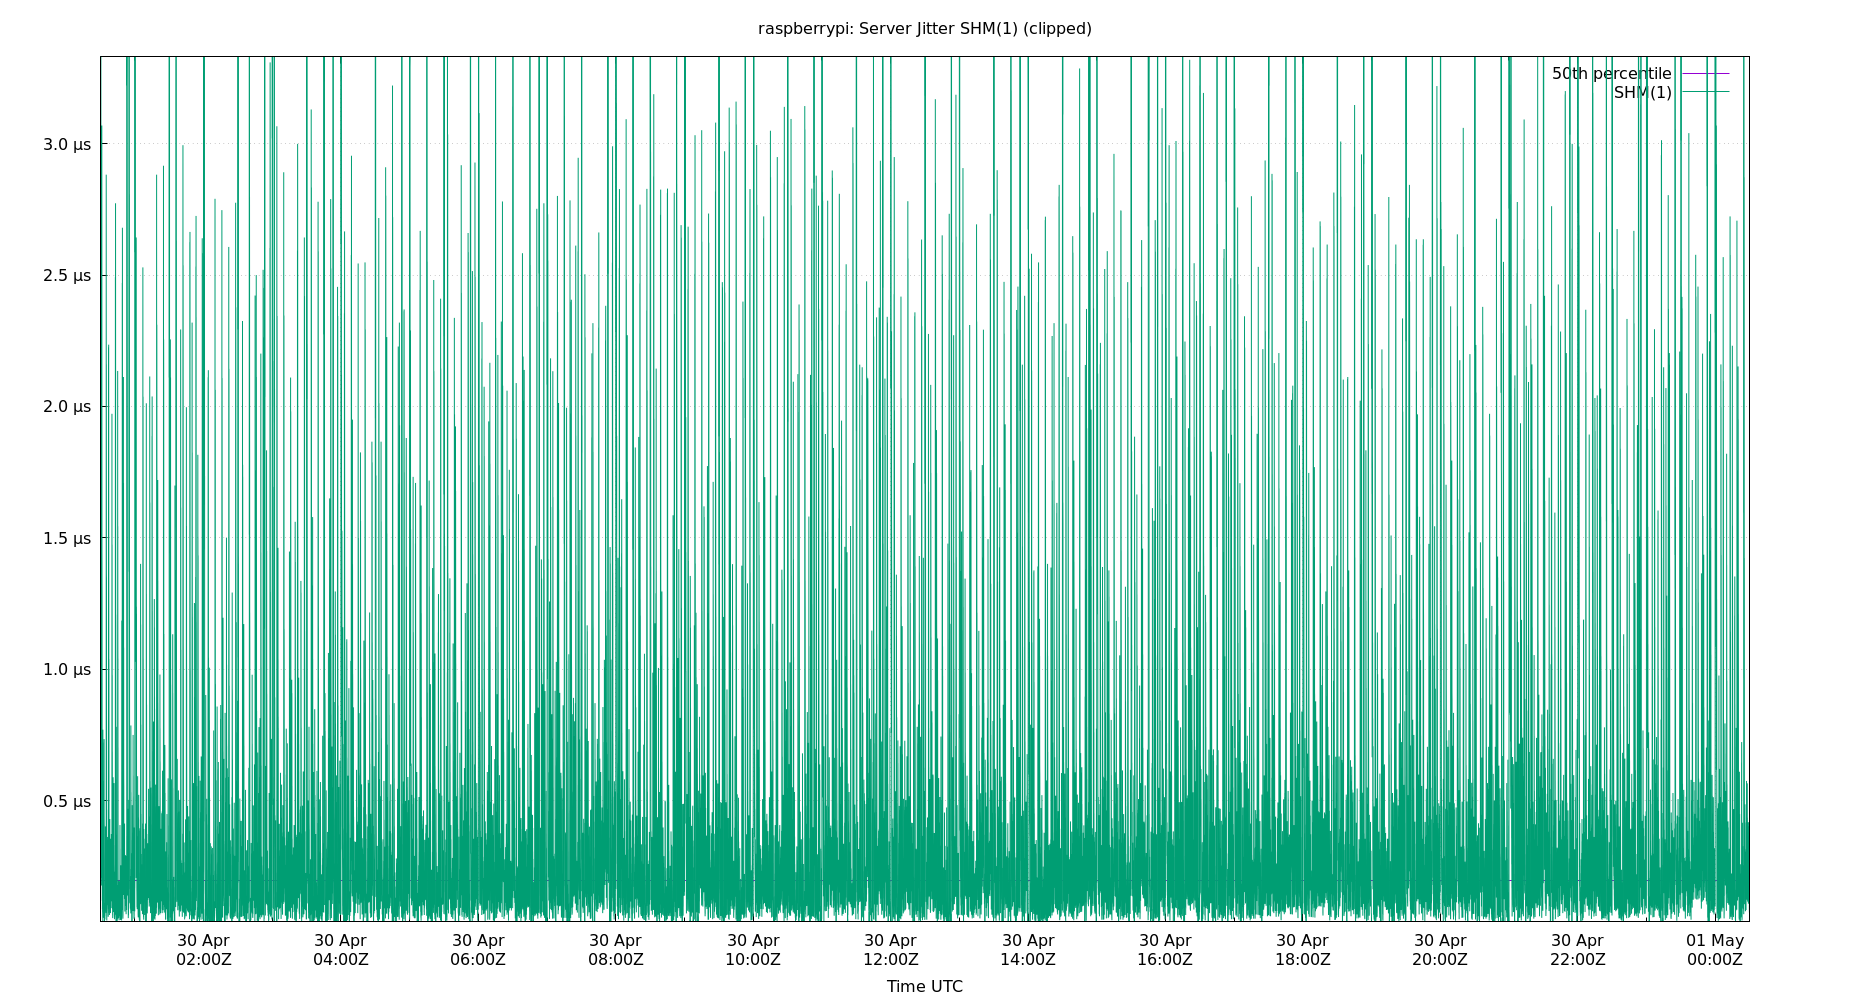 raspberrypi: Server Jitter SHM(1) (clipped)
50th percentile
SHM(1)
3.0 µs
2.5 µs
2.0 µs
1.5 µs
1.0 µs
0.5 µs
30 Apr 30 Apr 30 Apr 30 Apr 30 Apr 30 Apr 30 Apr 30 Apr 30 Apr 30 Apr 30 Apr 01 May
02:00Z 04:00Z 06:00Z 08:00Z 10:00Z 12:00Z 14:00Z 16:00Z 18:00Z 20:00Z 22:00Z 00:00Z
Time UTC